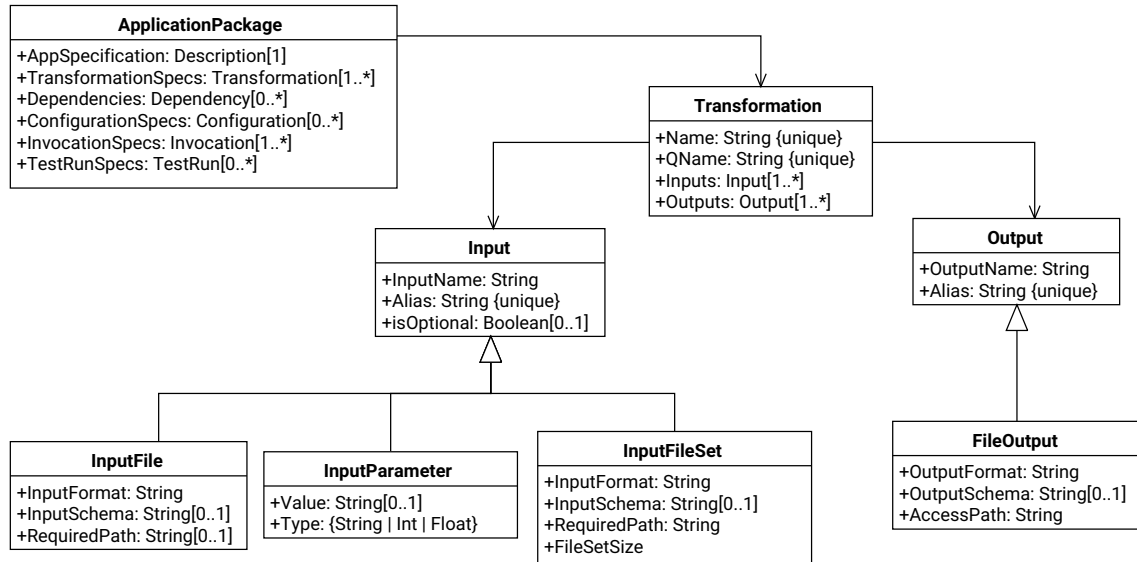 ApplicationPackage
+AppSpecification: Description[1]
+TransformationSpecs: Transformation[1..*]
+Dependencies: Dependency[0..*]
+ConfigurationSpecs: Configuration[0..*]
+InvocationSpecs: Invocation[1..*]
+TestRunSpecs: TestRun[0..*]
Transformation
+Name: String {unique}
+QName: String {unique}
+Inputs: Input[1..*]
+Outputs: Output[1..*]
Input
+InputName: String
+Alias: String {unique}
+isOptional: Boolean[0..1]
Output
+OutputName: String
+Alias: String {unique}
InputFile
+InputFormat: String
+InputSchema: String[0..1]
+RequiredPath: String[0..1]
InputParameter
+Value: String[0..1]
+Type: {String | Int | Float}
InputFileSet
+InputFormat: String
+InputSchema: String[0..1]
+RequiredPath: String
+FileSetSize
FileOutput
+OutputFormat: String
+OutputSchema: String[0..1]
+AccessPath: String